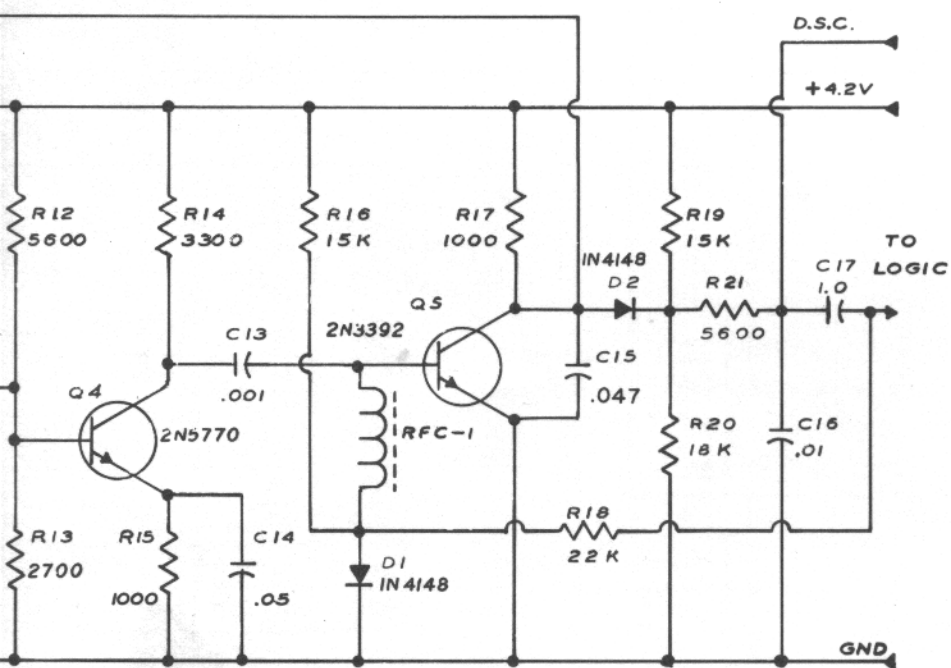 D.S.C.
+4.2V
R12
5600
R14
3300
R16
15K
R17
1000
R19
15K
TO
LOGIC
1N4148
D2
R21
5600
C17
1.0
Q5
2N3392
C13
.001
C15
.047
Q4
2N5770
RFC-1
R20
18K
C16
.01
R13
2700
R15
1000
C14
.05
D1
1N4148
R18
22K
GND